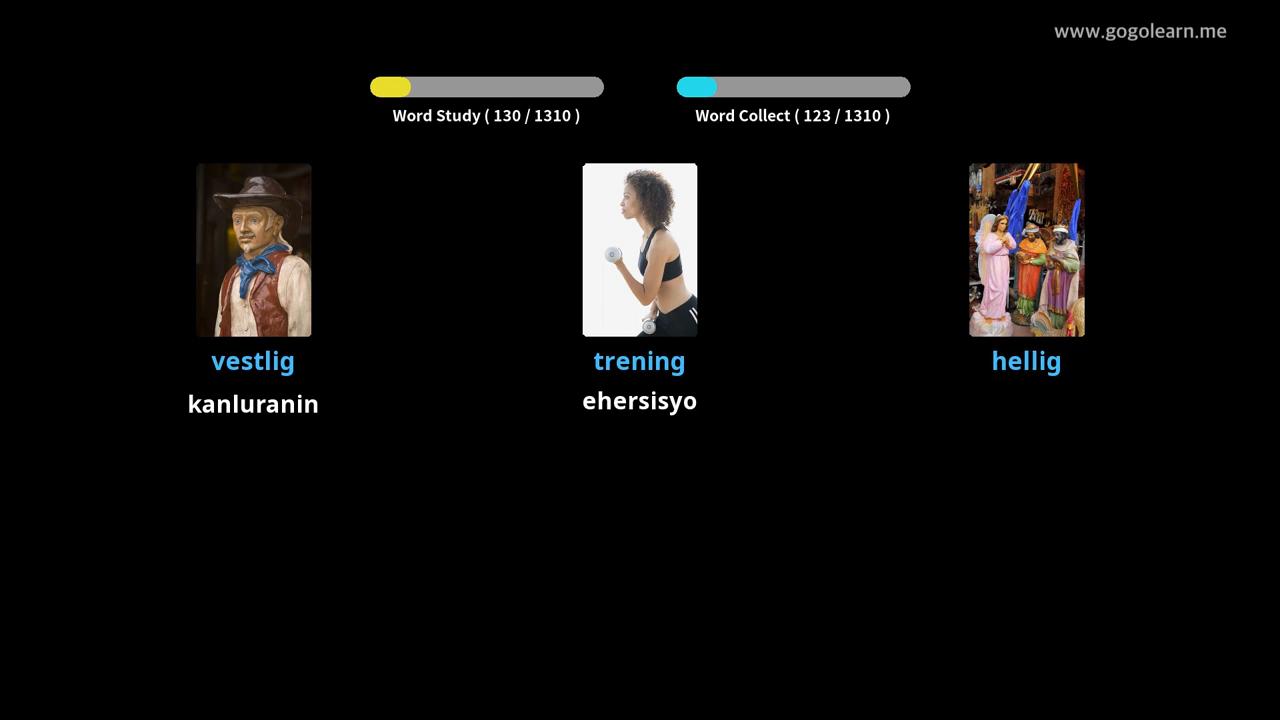 www.gogolearn.me
Word Study ( 130 / 1310 )
Word Collect ( 123 / 1310 )
vestlig
trening
hellig
kanluranin
ehersisyo